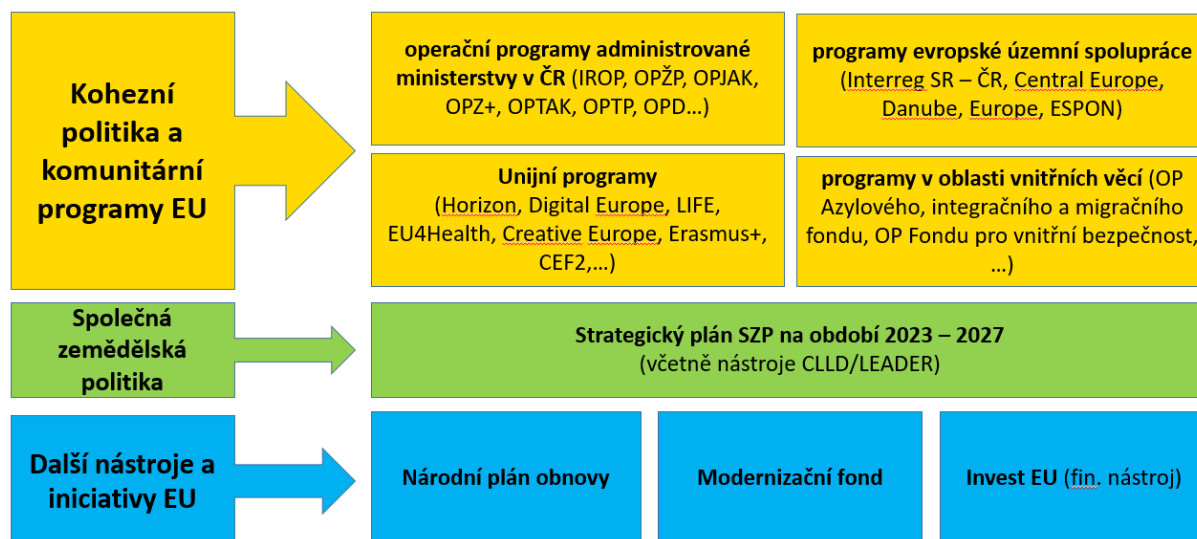 Kohezní
politika a
komunitární
programy EU
operační programy administrované
ministerstvy v ČR (IROP, OPŽP, OPJAK,
OPZ+, OPTAK, OPTP, OPD…)
programy evropské územní spolupráce
(Interreg SR – ČR, Central Europe,
Danube, Europe, ESPON)
Unijní programy
(Horizon, Digital Europe, LIFE,
EU4Health, Creative Europe, Erasmus+,
CEF2,…)
programy v oblasti vnitřních věcí (OP
Azylového, integračního a migračního
fondu, OP Fondu pro vnitřní bezpečnost,
…)
Společná
zemědělská
politika
Strategický plán SZP na období 2023 – 2027
(včetně nástroje CLLD/LEADER)
Další nástroje a
iniciativy EU
Národní plán obnovy
Modernizační fond
Invest EU (fin. nástroj)